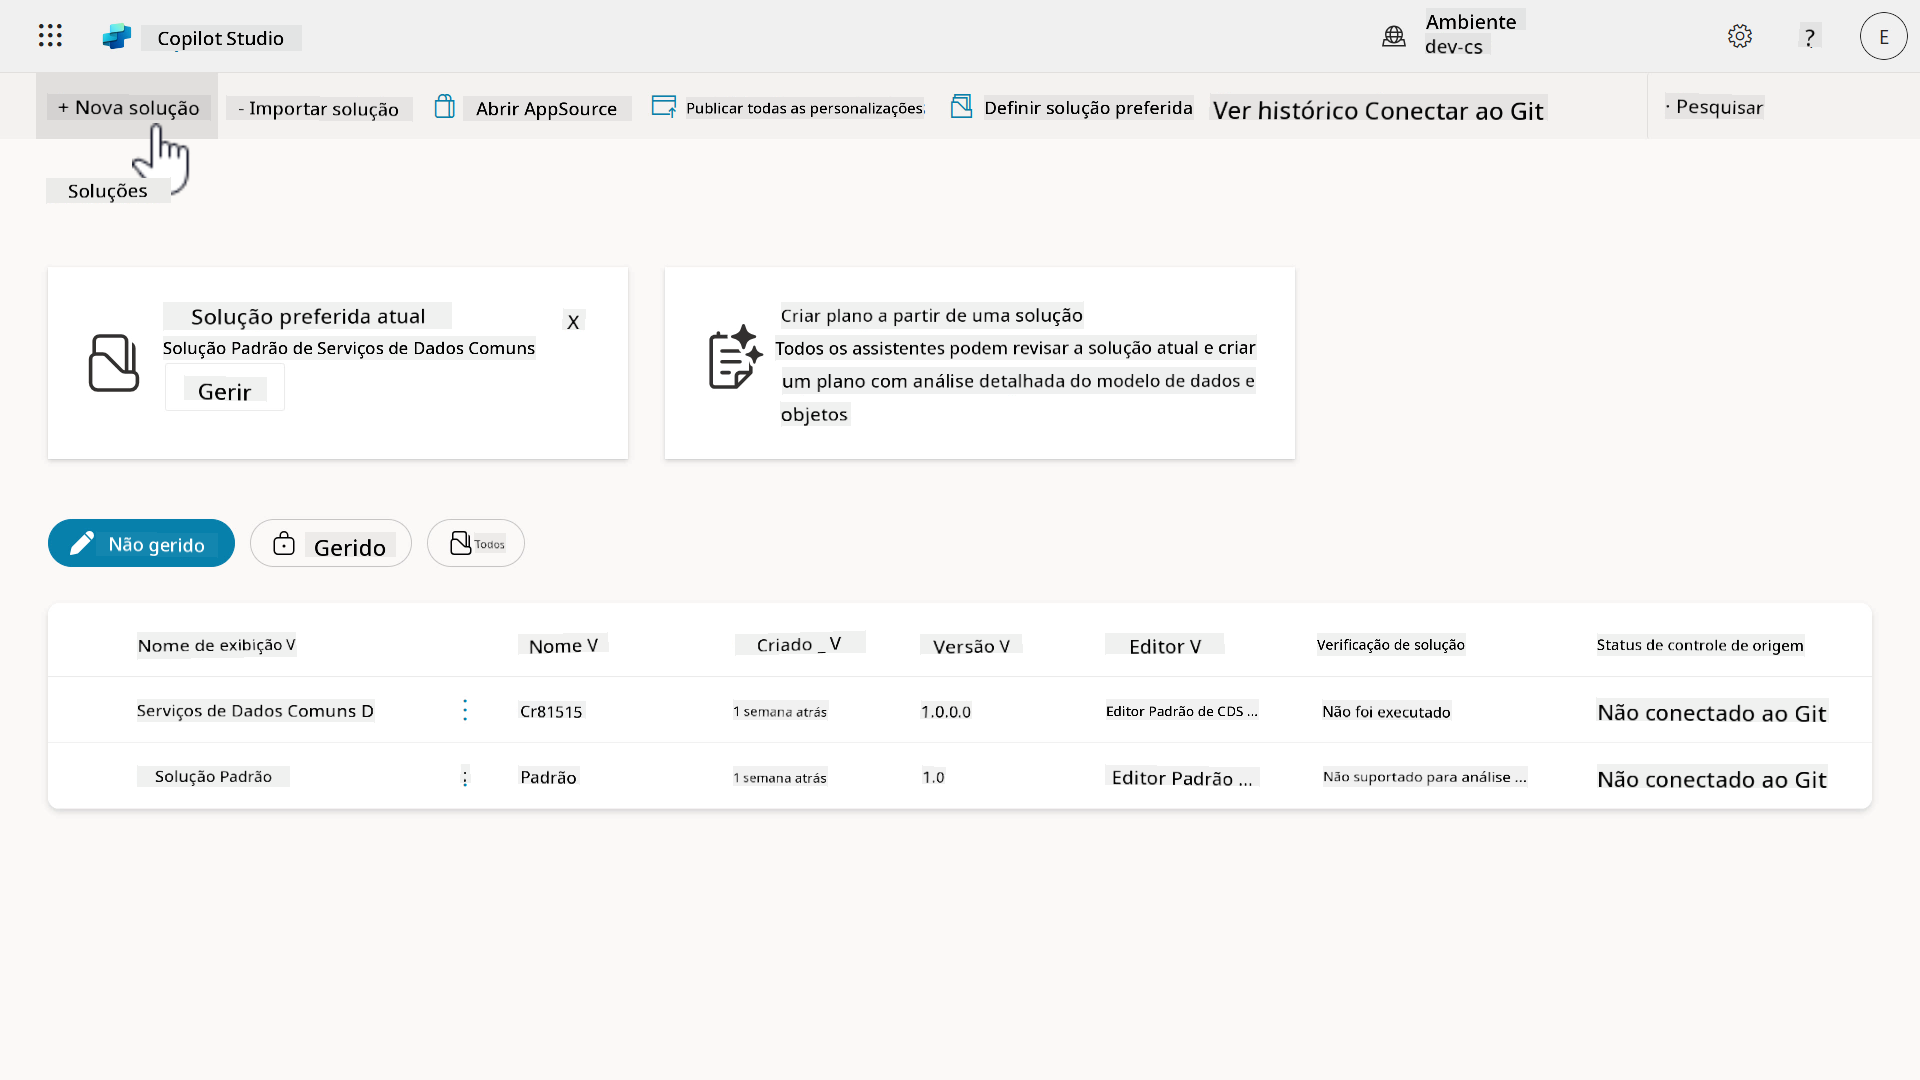 Copilot Studio
Ambiente
dev-cs
?
E
+ Nova solução
- Importar solução
Abrir AppSource
Publicar todas as personalizações
Definir solução preferida
Ver histórico Conectar ao Git
· Pesquisar
Soluções
Solução preferida atual
X
Solução Padrão de Serviços de Dados Comuns
Gerir
Criar plano a partir de uma solução
Todos os assistentes podem revisar a solução atual e criar
um plano com análise detalhada do modelo de dados e
objetos
Não gerido
Gerido
Todos
Nome de exibição V
Nome V
Criado _ V
Versão V
Editor V
Verificação de solução
Status de controle de origem
Serviços de Dados Comuns D
Cr81515
1 semana atrás
1.0.0.0
Editor Padrão de CDS ...
Não foi executado
Não conectado ao Git
Solução Padrão
Padrão
1 semana atrás
1.0
Editor Padrão ...
Não suportado para análise ...
Não conectado ao Git